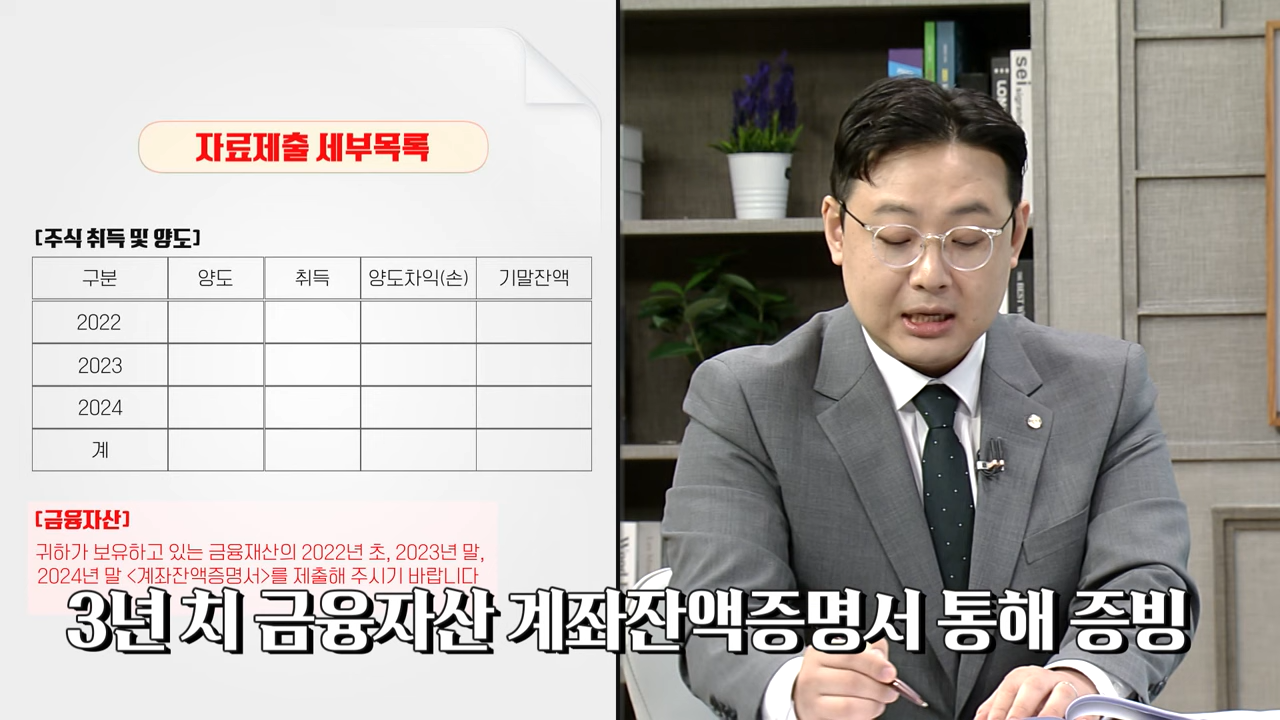 자료제출 세부목록
[주식 취득 및 양도]
구분 양도 취득 양도차익(손) 기말잔액
2022
2023
2024
계
[금융자산]
귀하가 보유하고 있는 금융재산의 2022년 초, 2023년 말,
2024년 말 <계좌잔액증명서>를 제출해 주시기 바랍니다
3년 치 금융자산 계좌잔액증명서 통해 증빙
sei